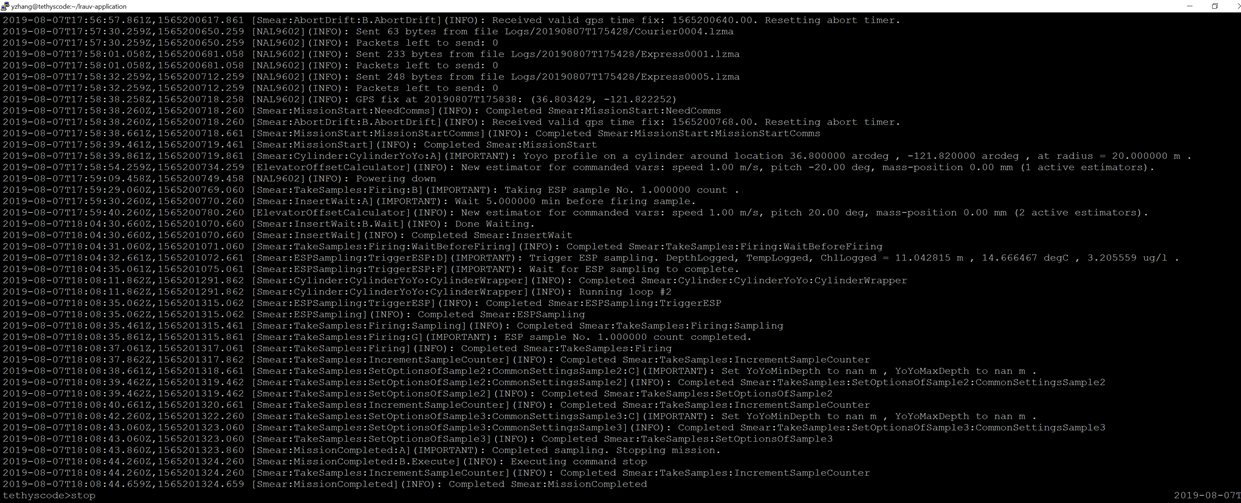 yzhang@tethyscode:~/lrauv-application
2019-08-07T17:56:57.861Z,1565200617.861 [Smear:AbortDrift:B.AbortDrift](INFO): Received valid gps time fix: 1565200640.00. Resetting abort timer.
2019-08-07T17:57:30.259Z,1565200650.259 [NAL9602](INFO): Sent 63 bytes from file Logs/20190807T175428/Courier0004.lzma
2019-08-07T17:57:30.259Z,1565200650.259 [NAL9602](INFO): Packets left to send: 0
2019-08-07T17:58:01.058Z,1565200681.058 [NAL9602](INFO): Sent 233 bytes from file Logs/20190807T175428/Express0001.lzma
2019-08-07T17:58:01.058Z,1565200681.058 [NAL9602](INFO): Packets left to send: 0
2019-08-07T17:58:32.259Z,1565200712.259 [NAL9602](INFO): Sent 248 bytes from file Logs/20190807T175428/Express0005.lzma
2019-08-07T17:58:32.259Z,1565200712.259 [NAL9602](INFO): Packets left to send: 0
2019-08-07T17:58:38.258Z,1565200718.258 [NAL9602](INFO): GPS fix at 20190807T175838: (36.803429, -121.822252)
2019-08-07T17:58:38.260Z,1565200718.260 [Smear:MissionStart:NeedComms](INFO): Completed Smear:MissionStart:NeedComms
2019-08-07T17:58:38.260Z,1565200718.260 [Smear:AbortDrift:B.AbortDrift](INFO): Received valid gps time fix: 1565200768.00. Resetting abort timer.
2019-08-07T17:58:38.661Z,1565200718.661 [Smear:MissionStart:MissionStartComms](INFO): Completed Smear:MissionStart:MissionStartComms
2019-08-07T17:58:39.461Z,1565200719.461 [Smear:MissionStart](INFO): Completed Smear:MissionStart
2019-08-07T17:58:39.861Z,1565200719.861 [Smear:Cylinder:CylinderYoYo:A](IMPORTANT): Yoyo profile on a cylinder around location 36.800000 arcdeg , -121.820000 arcdeg , at radius = 20.000000 m .
2019-08-07T17:58:54.259Z,1565200734.259 [ElevatorOffsetCalculator](INFO): New estimator for commanded vars: speed 1.00 m/s, pitch -20.00 deg, mass-position 0.00 mm (1 active estimators).
2019-08-07T17:59:09.458Z,1565200749.458 [NAL9602](INFO): Powering down
2019-08-07T17:59:29.060Z,1565200769.060 [Smear:TakeSamples:Firing:B](IMPORTANT): Taking ESP sample No. 1.000000 count .
2019-08-07T17:59:30.260Z,1565200770.260 [Smear:InsertWait:A](IMPORTANT): Wait 5.000000 min before firing sample.
2019-08-07T17:59:40.260Z,1565200780.260 [ElevatorOffsetCalculator](INFO): New estimator for commanded vars: speed 1.00 m/s, pitch 20.00 deg, mass-position 0.00 mm (2 active estimators).
2019-08-07T18:04:30.660Z,1565201070.660 [Smear:InsertWait:B.Wait](INFO): Done Waiting.
2019-08-07T18:04:30.660Z,1565201070.660 [Smear:InsertWait](INFO): Completed Smear:InsertWait
2019-08-07T18:04:31.060Z,1565201071.060 [Smear:TakeSamples:Firing:WaitBeforeFiring](INFO): Completed Smear:TakeSamples:Firing:WaitBeforeFiring
2019-08-07T18:04:32.661Z,1565201072.661 [Smear:ESPSampling:TriggerESP:D](IMPORTANT): Trigger ESP sampling. DepthLogged, TempLogged, ChlLogged = 11.042815 m , 14.666467 degC , 3.205559 ug/l .
2019-08-07T18:04:35.061Z,1565201075.061 [Smear:ESPSampling:TriggerESP:F](IMPORTANT): Wait for ESP sampling to complete.
2019-08-07T18:08:11.862Z,1565201291.862 [Smear:Cylinder:CylinderYoYo:CylinderWrapper](INFO): Completed Smear:Cylinder:CylinderYoYo:CylinderWrapper
2019-08-07T18:08:11.862Z,1565201291.862 [Smear:Cylinder:CylinderYoYo:CylinderWrapper](INFO): Running loop #2
2019-08-07T18:08:35.062Z,1565201315.062 [Smear:ESPSampling:TriggerESP](INFO): Completed Smear:ESPSampling:TriggerESP
2019-08-07T18:08:35.062Z,1565201315.062 [Smear:ESPSampling](INFO): Completed Smear:ESPSampling
2019-08-07T18:08:35.461Z,1565201315.461 [Smear:TakeSamples:Firing:Sampling](INFO): Completed Smear:TakeSamples:Firing:Sampling
2019-08-07T18:08:35.861Z,1565201315.861 [Smear:TakeSamples:Firing:G](IMPORTANT): ESP sample No. 1.000000 count completed.
2019-08-07T18:08:37.061Z,1565201317.061 [Smear:TakeSamples:Firing](INFO): Completed Smear:TakeSamples:Firing
2019-08-07T18:08:37.862Z,1565201317.862 [Smear:TakeSamples:IncrementSampleCounter](INFO): Completed Smear:TakeSamples:IncrementSampleCounter
2019-08-07T18:08:38.661Z,1565201318.661 [Smear:TakeSamples:SetOptionsOfSample2:CommonSettingsSample2:C](IMPORTANT): Set YoYoMinDepth to nan m , YoYoMaxDepth to nan m .
2019-08-07T18:08:39.462Z,1565201319.462 [Smear:TakeSamples:SetOptionsOfSample2:CommonSettingsSample2](INFO): Completed Smear:TakeSamples:SetOptionsOfSample2:CommonSettingsSample2
2019-08-07T18:08:39.462Z,1565201319.462 [Smear:TakeSamples:SetOptionsOfSample2](INFO): Completed Smear:TakeSamples:SetOptionsOfSample2
2019-08-07T18:08:40.661Z,1565201320.661 [Smear:TakeSamples:IncrementSampleCounter](INFO): Completed Smear:TakeSamples:IncrementSampleCounter
2019-08-07T18:08:42.260Z,1565201322.260 [Smear:TakeSamples:SetOptionsOfSample3:CommonSettingsSample3:C](IMPORTANT): Set YoYoMinDepth to nan m , YoYoMaxDepth to nan m .
2019-08-07T18:08:43.060Z,1565201323.060 [Smear:TakeSamples:SetOptionsOfSample3:CommonSettingsSample3](INFO): Completed Smear:TakeSamples:SetOptionsOfSample3:CommonSettingsSample3
2019-08-07T18:08:43.060Z,1565201323.060 [Smear:TakeSamples:SetOptionsOfSample3](INFO): Completed Smear:TakeSamples:SetOptionsOfSample3
2019-08-07T18:08:43.860Z,1565201323.860 [Smear:MissionCompleted:A](IMPORTANT): Completed sampling. Stopping mission.
2019-08-07T18:08:44.260Z,1565201324.260 [Smear:MissionCompleted:B.Execute](INFO): Executing command stop
2019-08-07T18:08:44.260Z,1565201324.260 [Smear:TakeSamples:IncrementSampleCounter](INFO): Completed Smear:TakeSamples:IncrementSampleCounter
2019-08-07T18:08:44.659Z,1565201324.659 [Smear:MissionCompleted](INFO): Completed Smear:MissionCompleted
tethyscode>stop 2019-08-07T